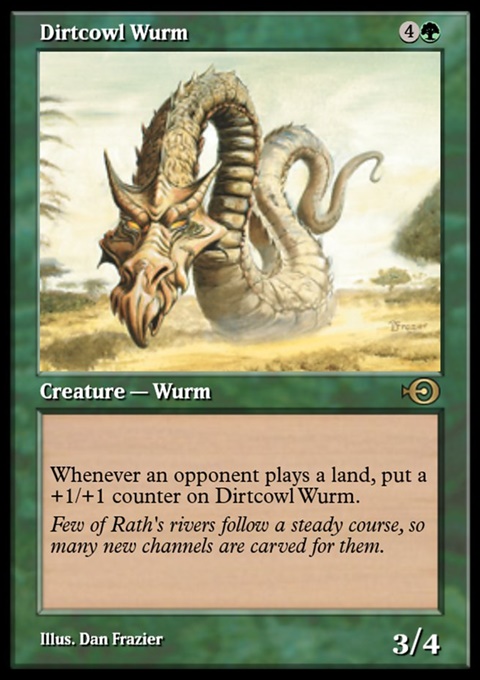 Dirtcowl Wurm
4
DFrazier
Creature — Wurm
Whenever an opponent plays a land, put a
+1/+1 counter on Dirtcowl Wurm.
Few of Rath's rivers follow a steady course, so
many new channels are carved for them.
Illus. Dan Frazier
3/4